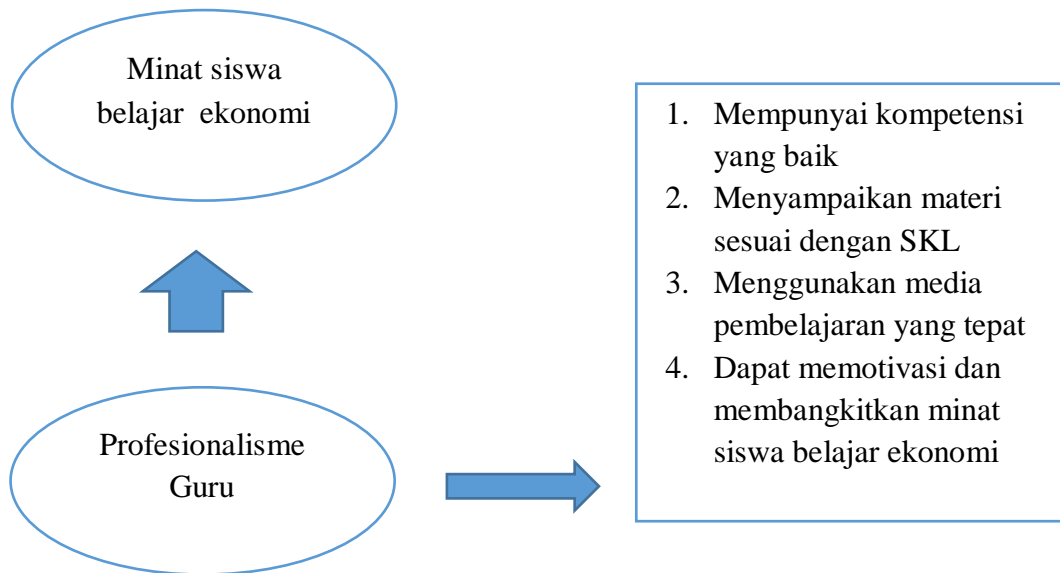 Minat siswa
belajar  ekonomi
1. Mempunyai kompetensi
yang baik
2. Menyampaikan materi
sesuai dengan SKL
3. Menggunakan media
pembelajaran yang tepat
4. Dapat memotivasi dan
membangkitkan minat
siswa belajar ekonomi
Profesionalisme
Guru